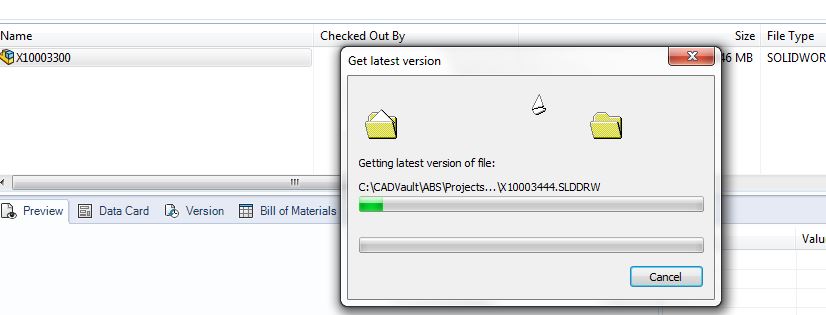 Name Checked Out By Size File Type
X10003300 46 MB SOLIDWOR
Get latest version
Getting latest version of file:
C:\CADVault\ABS\Projects...\X10003444.SLDDRW
Preview Data Card Version Bill of Materials
Valu
Cancel